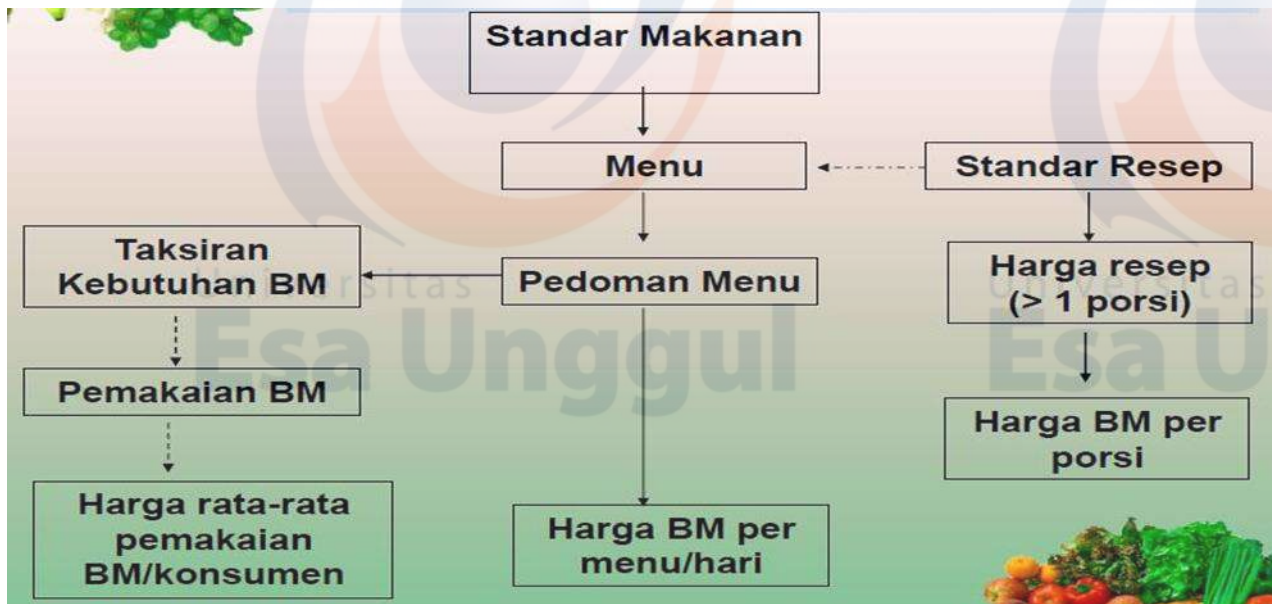 Standar Makanan
Menu
Standar Resep
Taksiran
Kebutuhan BM
Pedoman Menu
Harga resep
(> 1 porsi)
Pemakaian BM
Harga BM per
porsi
Harga rata-rata
pemakaian
BM/konsumen
Harga BM per
menu/hari
Universitas
Esa Unggul
Universitas
Esa U